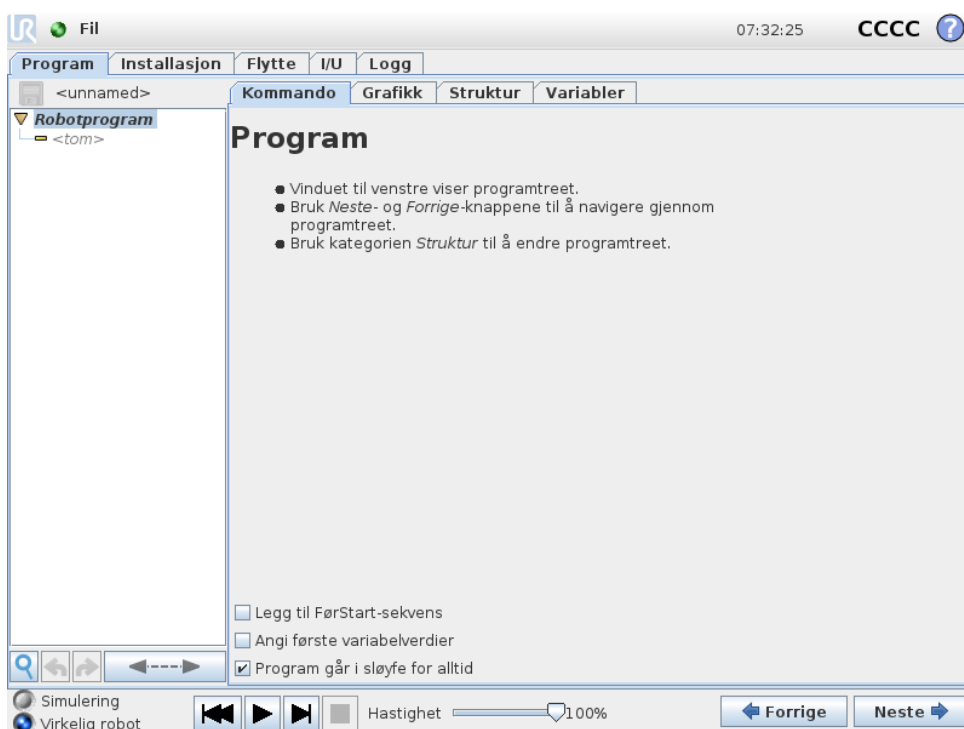 UR Fil 07:32:25 CCCC ?
Program Installasjon Flytte I/U Logg
<unnamed> Kommando Grafikk Struktur Variabler
Robotprogram
<tom>
Program
Vinduet til venstre viser programtreet.
Bruk Neste- og Forrige-knappene til å navigere gjennom
programtreet.
Bruk kategorien Struktur til å endre programtreet.
Legg til FørStart-sekvens
Angi første variabelverdier
Program går i sløyfe for alltid
Simulering
Virkelig robot
Hastighet 100% Forrige Neste